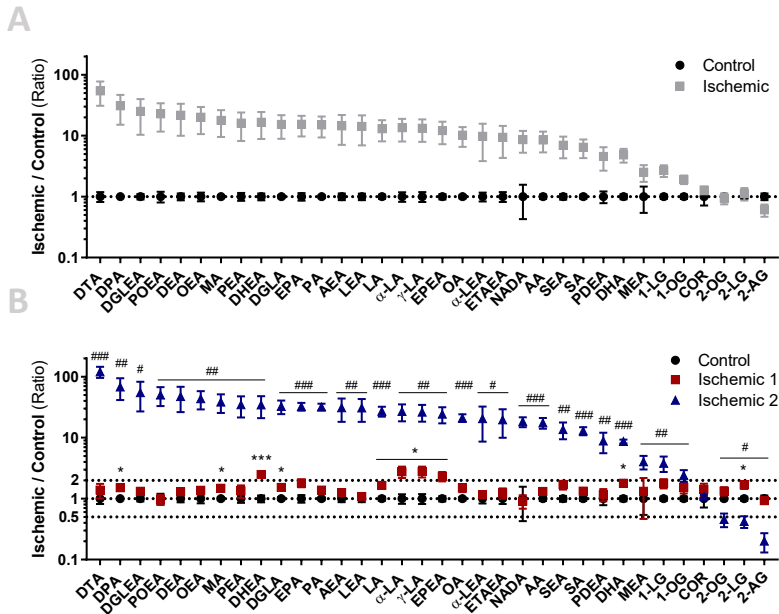 A
Ischemic / Control (Ratio)
100
10
1
0.1
Control
Ischemic
DTA DPA DGLEA POEA DEA OEA MA PEA DHEA DGLA EPA PA AEA LEA LA α-LA γ-LA EPEA OA α-LEA ETAEA NADA AA SEA SA PDEA DHA MEA 1-LG 1-OG COR 2-OG 2-LG 2-AG
B
Ischemic / Control (Ratio)
100
10
2
1
0.5
0.1
Control
Ischemic 1
Ischemic 2
### ## # ## ### ## ### ## ### # ### ## ### ## ### ## #
* * *** * * * *
DTA DPA DGLEA POEA DEA OEA MA PEA DHEA DGLA EPA PA AEA LEA LA α-LA γ-LA EPEA OA α-LEA ETAEA NADA AA SEA SA PDEA DHA MEA 1-LG 1-OG COR 2-OG 2-LG 2-AG